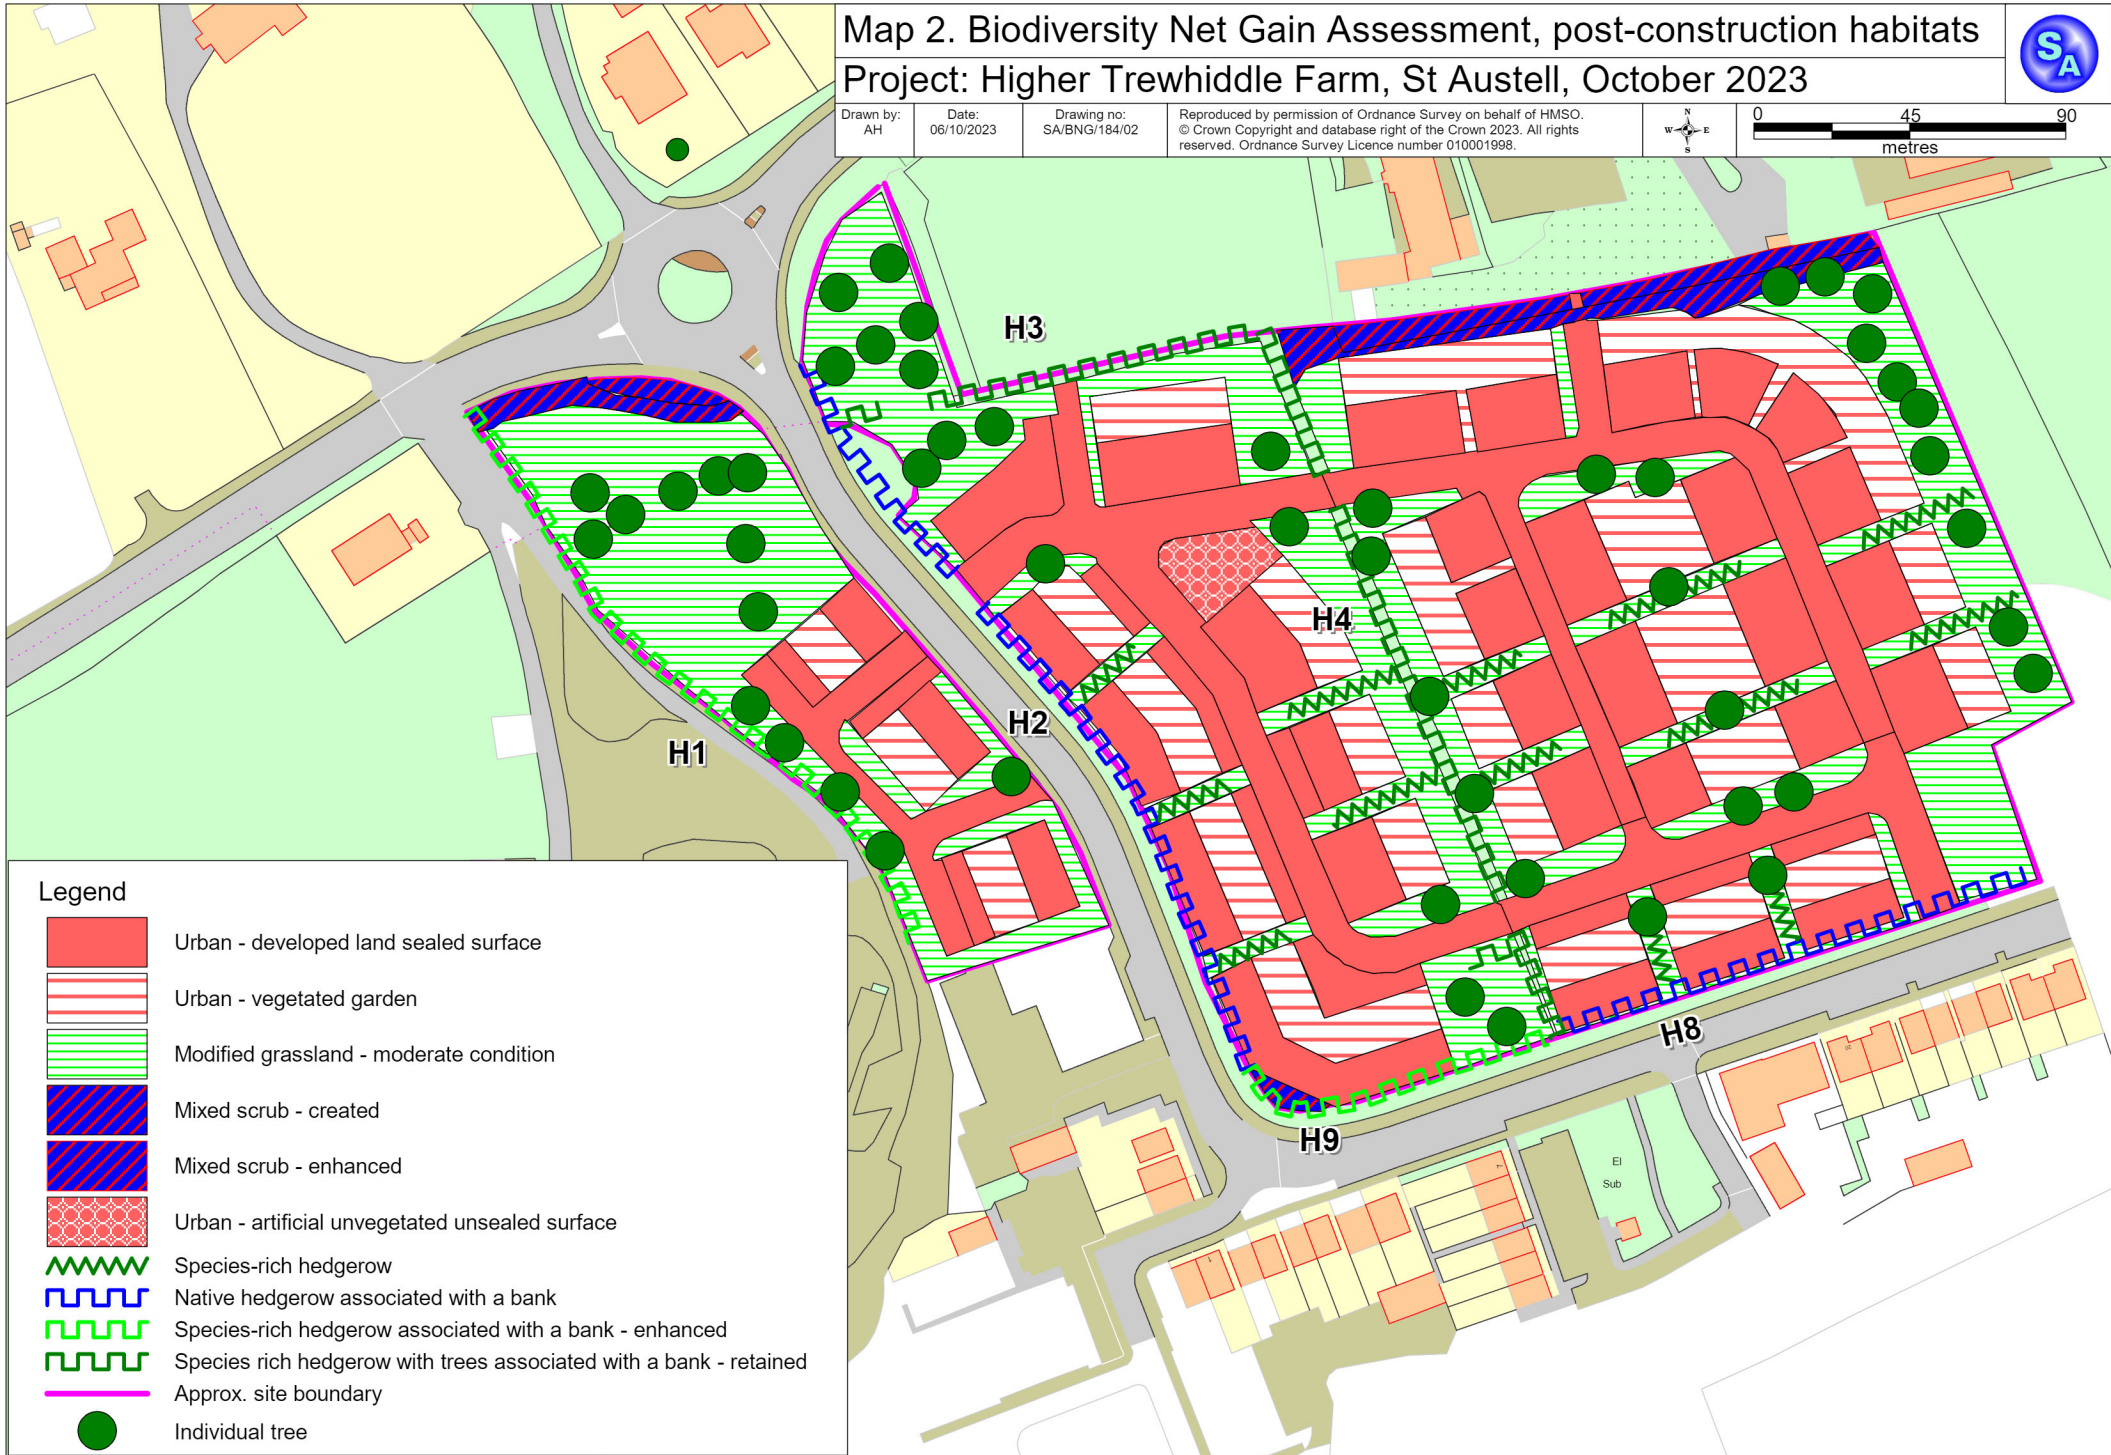 Map 2. Biodiversity Net Gain Assessment, post-construction habitats
Project: Higher Trewhiddle Farm, St Austell, October 2023
SA
Drawn by:
AH
Date:
06/10/2023
Drawing no:
SA/BNG/184/02
Reproduced by permission of Ordnance Survey on behalf of HMSO.
© Crown Copyright and database right of the Crown 2023. All rights
reserved. Ordnance Survey Licence number 010001998.
N
W E
S
0 45 90
metres
H3
H4
H2
H1
H8
H9
El
Sub
Legend
Urban - developed land sealed surface
Urban - vegetated garden
Modified grassland - moderate condition
Mixed scrub - created
Mixed scrub - enhanced
Urban - artificial unvegetated unsealed surface
Species-rich hedgerow
Native hedgerow associated with a bank
Species-rich hedgerow associated with a bank - enhanced
Species rich hedgerow with trees associated with a bank - retained
Approx. site boundary
Individual tree